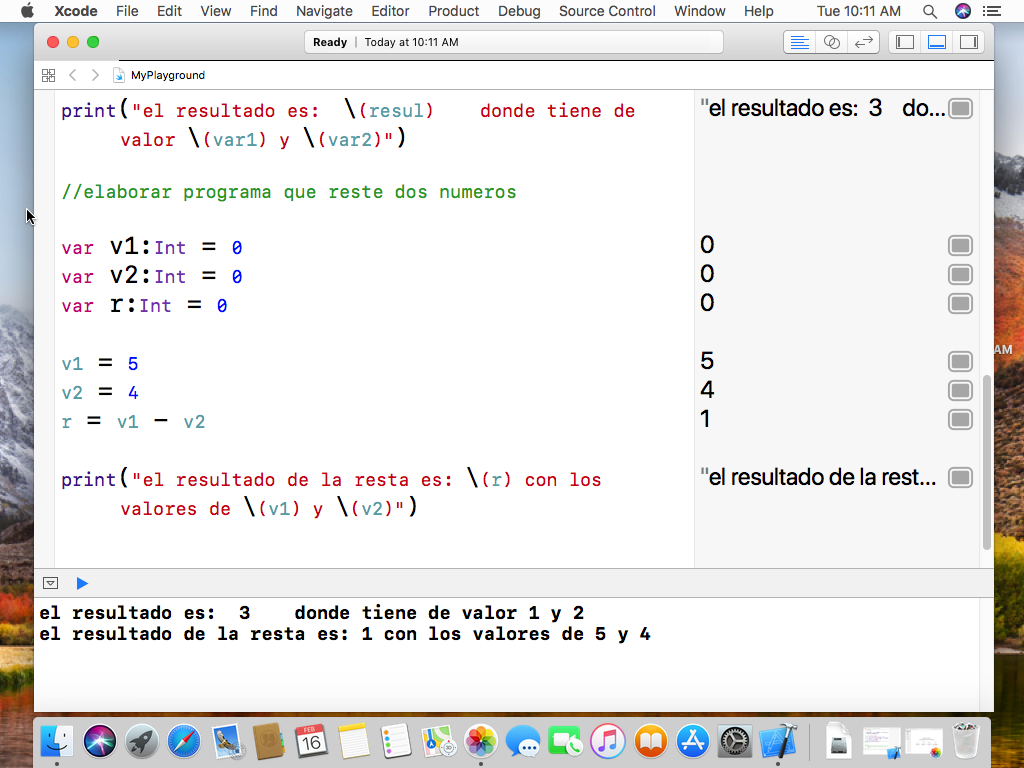 Xcode File Edit View Find Navigate Editor Product Debug Source Control Window Help Tue 10:11 AM
Ready | Today at 10:11 AM
MyPlayground
print("el resultado es:  \(resul)    donde tiene de "el resultado es:  3   do...
valor \(var1) y \(var2)")
//elaborar programa que reste dos numeros
var v1:Int = 0 0
var v2:Int = 0 0
var r:Int = 0 0
AM
v1 = 5 5
v2 = 4 4
r = v1 - v2 1
print("el resultado de la resta es: \(r) con los "el resultado de la rest...
valores de \(v1) y \(v2)")
el resultado es:  3    donde tiene de valor 1 y 2
el resultado de la resta es: 1 con los valores de 5 y 4
FEB
16
3D